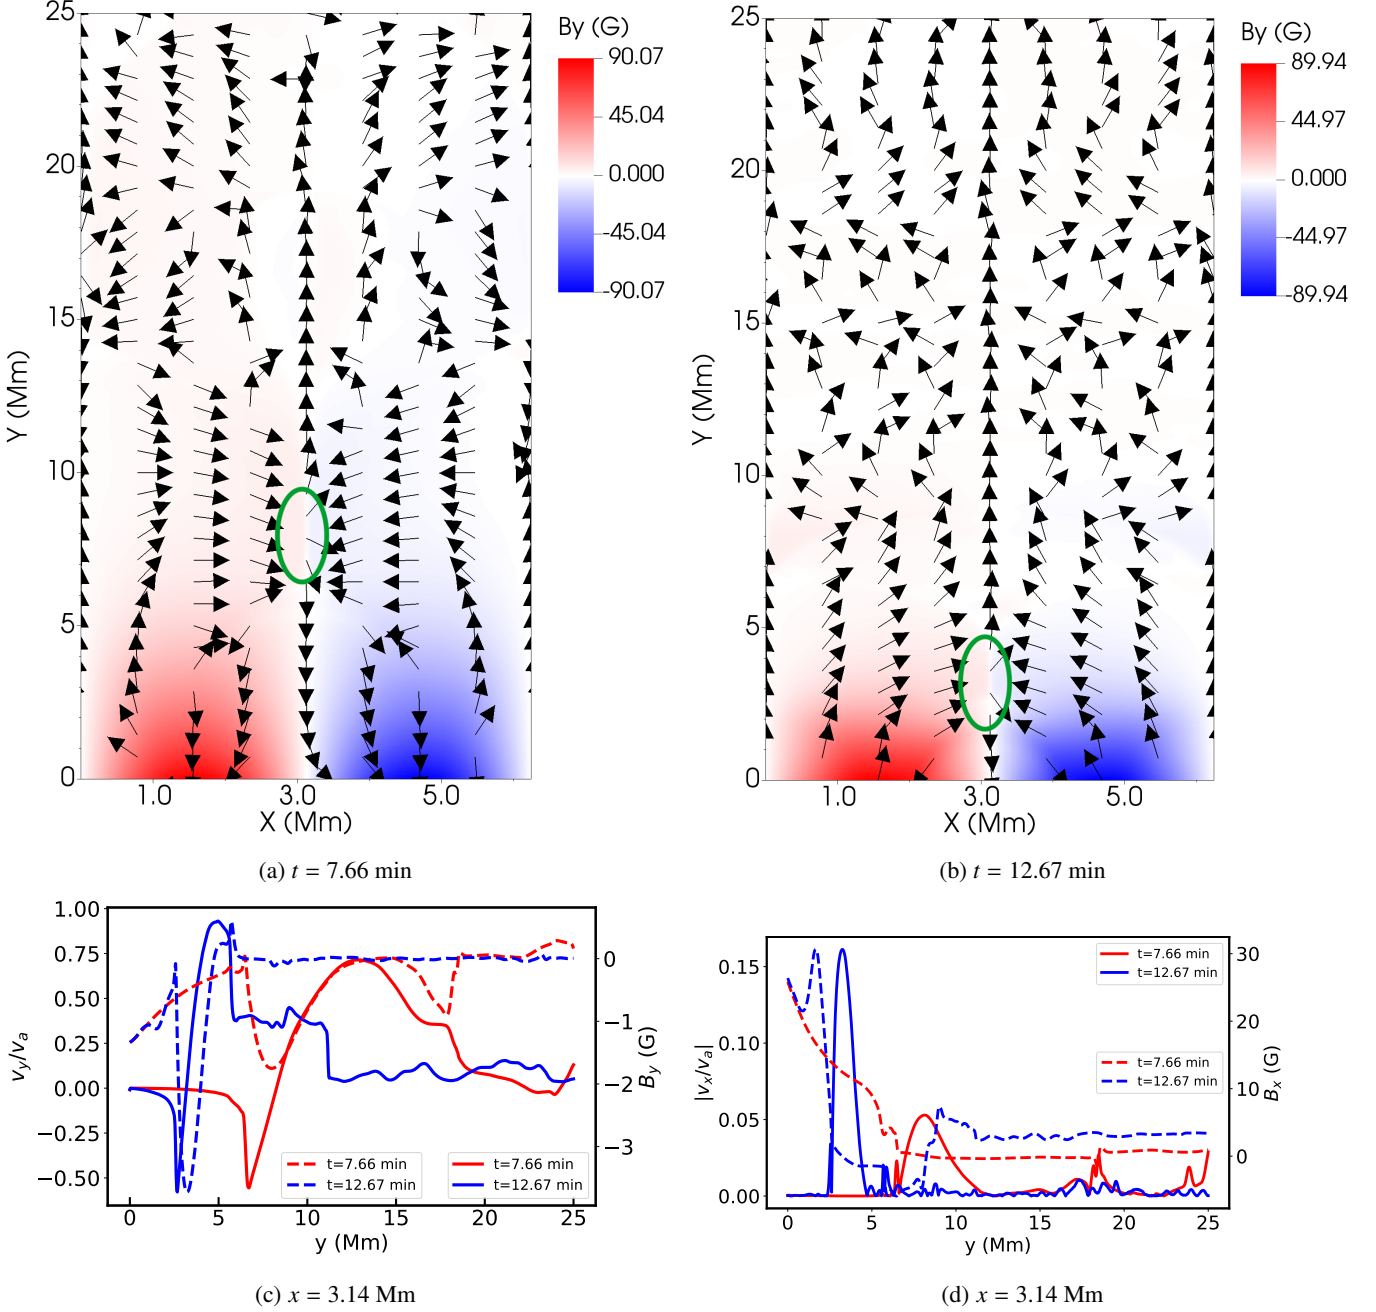 25
20
15
10
5
0
Y (Mm)
1.0
3.0
5.0
X (Mm)
By (G)
90.07
45.04
0.000
-45.04
-90.07
(a) t = 7.66 min
25
20
15
10
5
0
Y (Mm)
1.0
3.0
5.0
X (Mm)
By (G)
89.94
44.97
0.000
-44.97
-89.94
(b) t = 12.67 min
1.00
0.75
0.50
0.25
0.00
−0.25
−0.50
v_y/v_a
0
−1
−2
−3
B_y (G)
t=7.66 min
t=12.67 min
t=7.66 min
t=12.67 min
0
5
10
15
20
25
y (Mm)
(c) x = 3.14 Mm
0.15
0.10
0.05
0.00
|v_x/v_a|
30
20
10
0
B_x (G)
t=7.66 min
t=12.67 min
t=7.66 min
t=12.67 min
0
5
10
15
20
25
y (Mm)
(d) x = 3.14 Mm